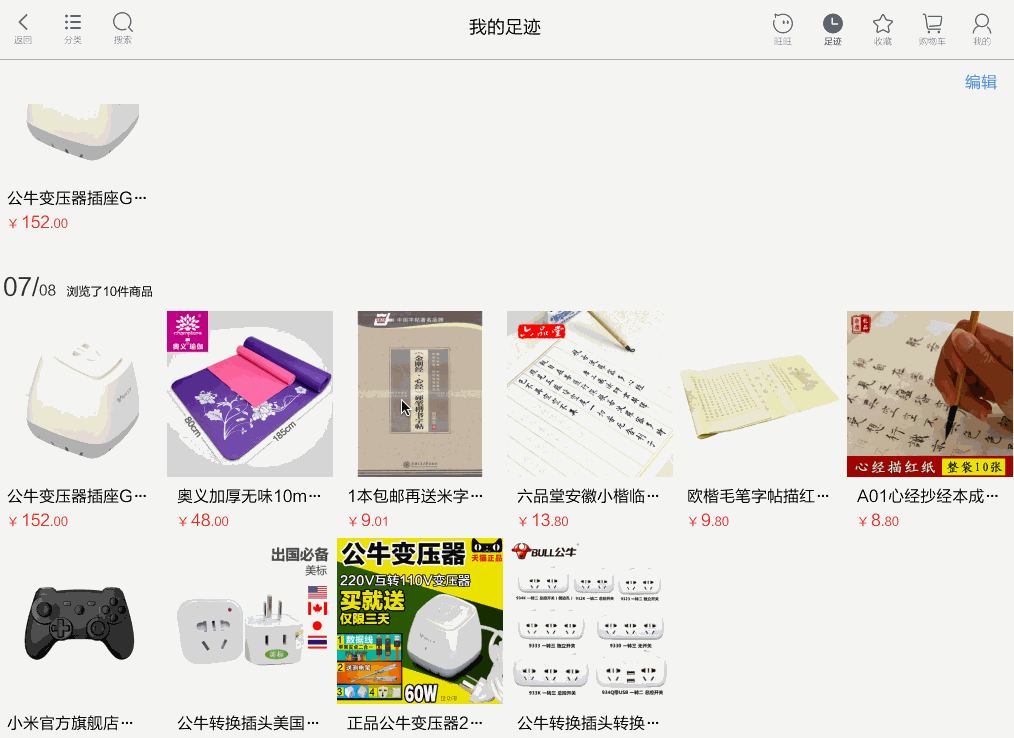 返回
分类
搜索
我的足迹
旺旺
足迹
收藏
购物车
我的
编辑
公牛变压器插座G···
¥ 152.00
07/08 浏览了10件商品
奥义®瑜伽
80cm
185cm
六品堂
心经描红纸 整袋10张
公牛变压器插座G···
¥ 152.00
奥义加厚无味10m···
¥ 48.00
1本包邮再送米字···
¥ 9.01
六品堂安徽小楷临···
¥ 13.80
欧楷毛笔字帖描红···
¥ 9.80
A01心经抄经本成···
¥ 8.80
出国必备
美标
美标
公牛变压器
天猫正品
220V互转110V变压器
买就送
仅限三天
1 数据线
2
3
4
60W
BULL公牛
小米官方旗舰店···
公牛转换插头美国···
正品公牛变压器2···
公牛转换插头转换···